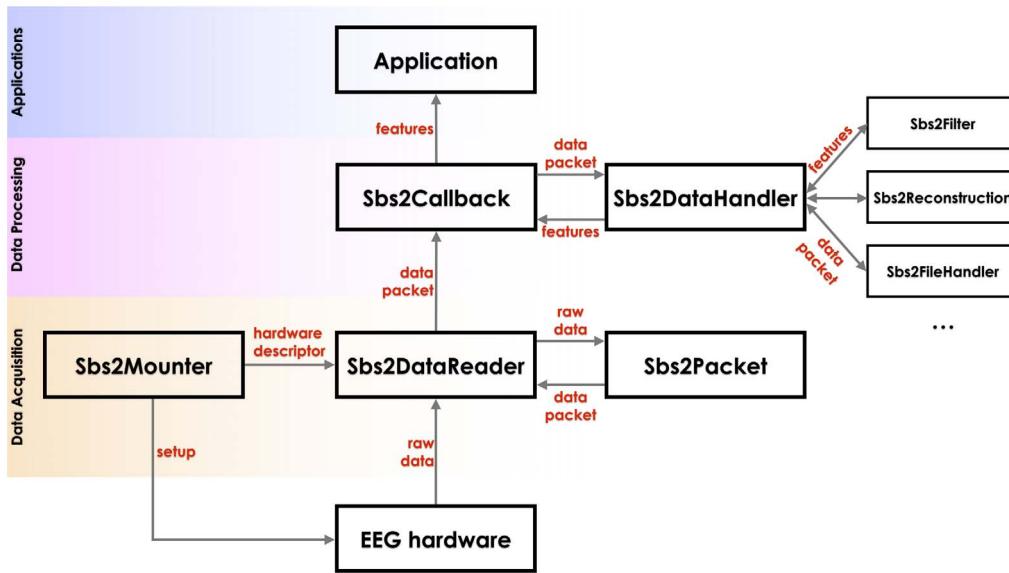 Applications
Application
features
Data Processing
Sbs2Callback
data
packet
features
Sbs2DataHandler
features
data
packet
Sbs2Filter
Sbs2Reconstruction
Sbs2FileHandler
...
data
packet
Data Acquisition
Sbs2Mounter
hardware
descriptor
Sbs2DataReader
raw
data
data
packet
Sbs2Packet
setup
raw
data
EEG hardware